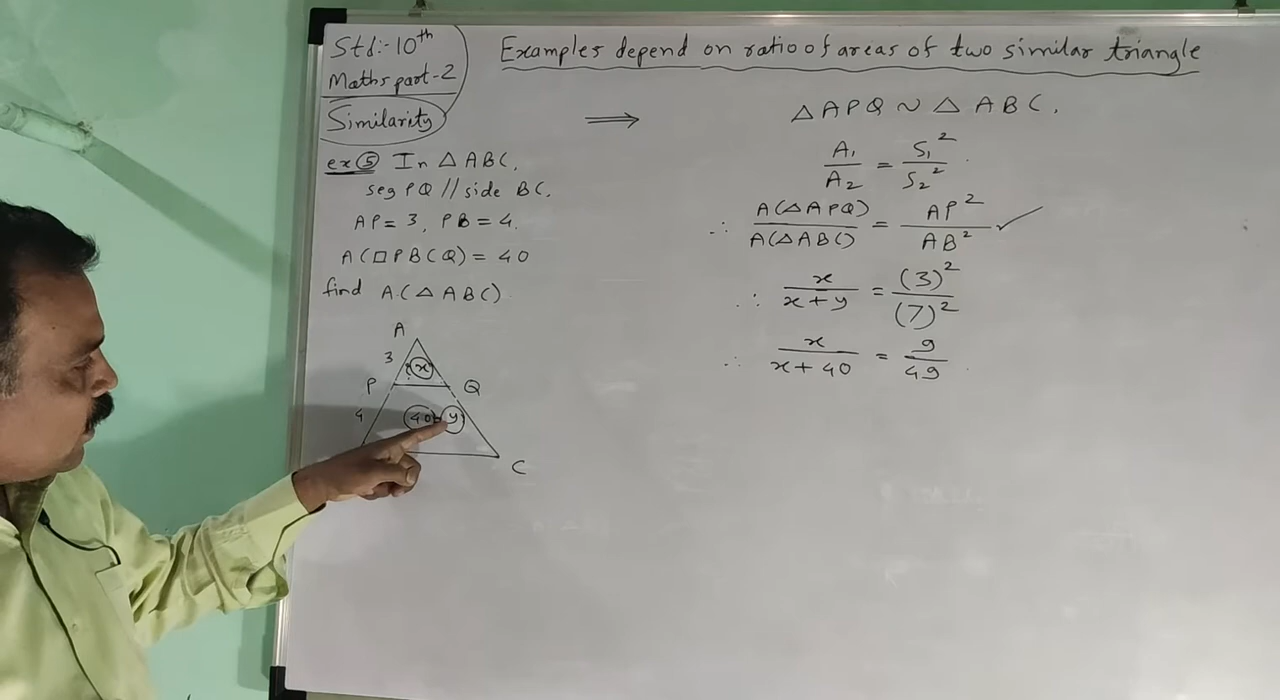 Std:- 10th
Maths part-2
Similarity
Examples depend on ratio of areas of two similar triangle
ex ⑤ In △ ABC,
seg PQ // side BC.
AP = 3, PB = 4.
A(□PBCQ) = 40
find A(△ ABC).
A
3
x
P
Q
4
40
y
C
⟹ △ APQ ~ △ ABC.
A₁/A₂ = S₁²/S₂².
∴ A(△APQ)/A(△ABC) = AP²/AB² ✓
∴ x/(x+y) = (3)²/(7)²
∴ x/(x+40) = 9/49.